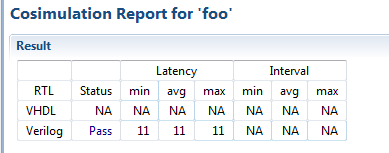 Cosimulation Report for 'foo'
Result
Latency Interval
RTL Status min avg max min avg max
VHDL NA NA NA NA NA NA NA
Verilog Pass 11 11 11 NA NA NA